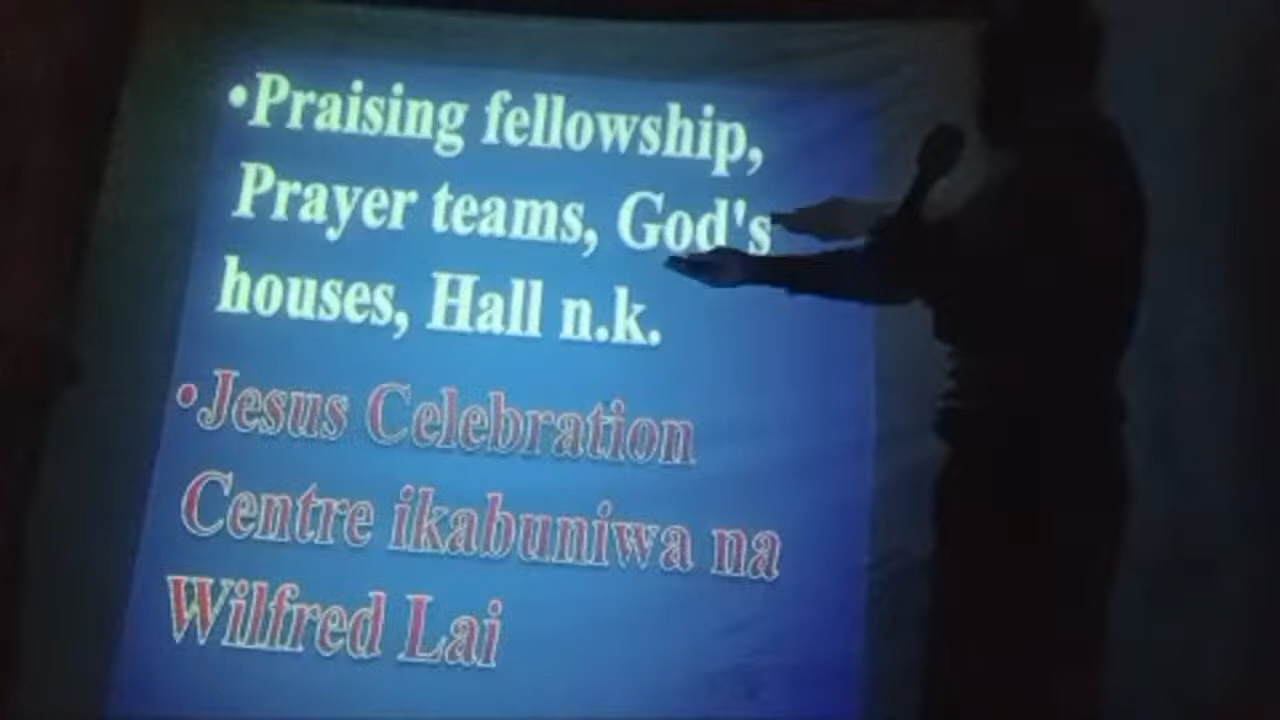 •Praising fellowship,
Prayer teams, God's
houses, Hall n.k.
•Jesus Celebration
Centre ikabuniwa na
Wilfred Lai